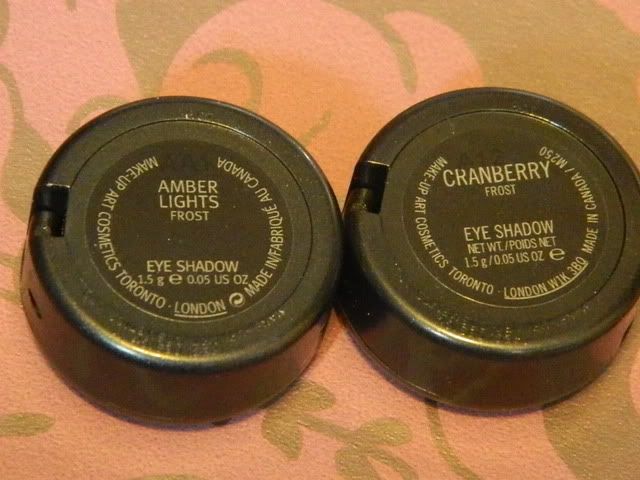 AMBER
LIGHTS
FROST
EYE SHADOW
1.5 g e 0.05 US OZ
MAKE-UP ART COSMETICS TORONTO · LONDON MADE IN/FABRIQUÉ AU CANADA
CRANBERRY
FROST
EYE SHADOW
NET WT./POIDS NET
1.5 g / 0.05 US OZ e
MAKE-UP ART COSMETICS TORONTO · LONDON W1K 3BQ MADE IN CANADA / M250